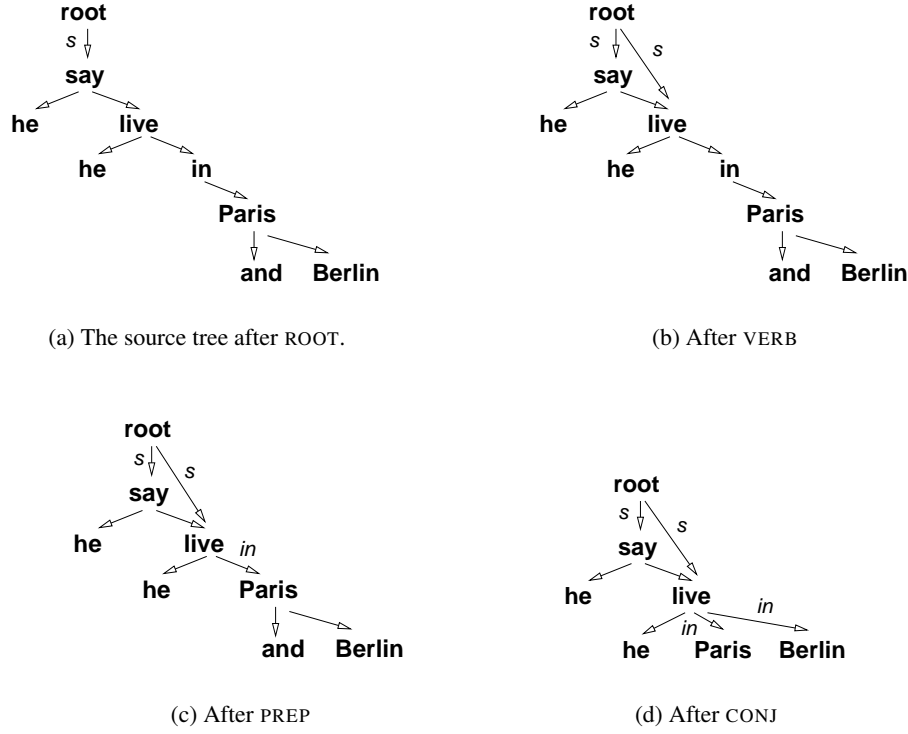 root
s
say
he
live
he
in
Paris
and Berlin
(a) The source tree after ROOT.
root
s
s
say
he
live
he
in
Paris
and Berlin
(b) After VERB
root
s
s
say
he
live
in
he
Paris
and Berlin
(c) After PREP
root
s
s
say
he
live
in
in
he Paris Berlin
(d) After CONJ